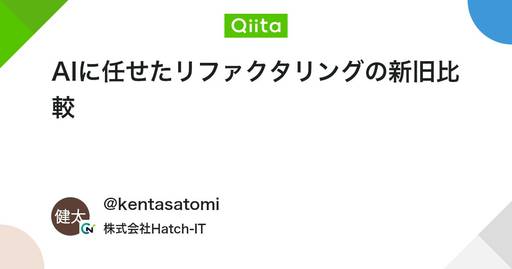 Qiita
AIに任せたリファクタリングの新旧比
較
健太
@kentasatomi
株式会社Hatch-IT